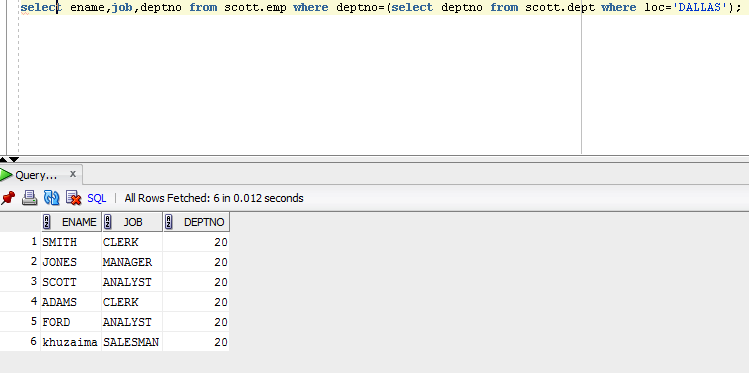 select ename,job,deptno from scott.emp where deptno=(select deptno from scott.dept where loc='DALLAS');
Query... x
SQL | All Rows Fetched: 6 in 0.012 seconds
ENAME JOB DEPTNO
1 SMITH CLERK 20
2 JONES MANAGER 20
3 SCOTT ANALYST 20
4 ADAMS CLERK 20
5 FORD ANALYST 20
6 khuzaima SALESMAN 20